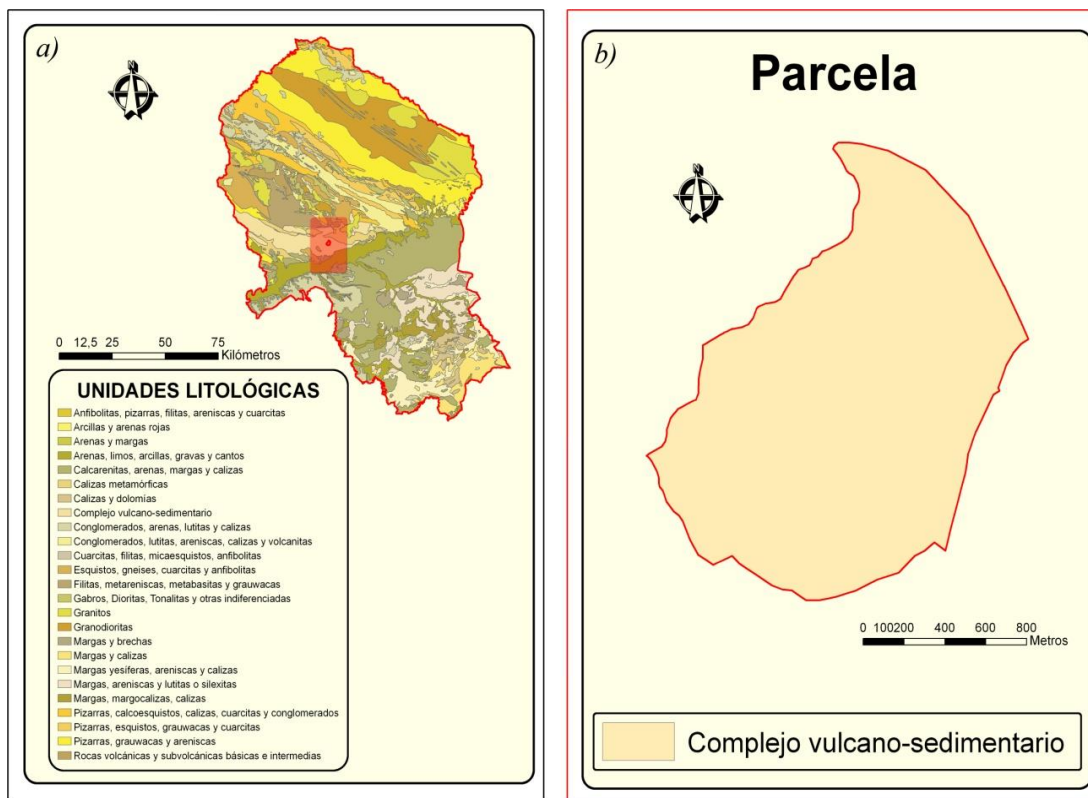 a)
0 12,5 25 50 75
Kilómetros
UNIDADES LITOLÓGICAS
Anfibolitas, pizarras, filitas, areniscas y cuarcitas
Arcillas y arenas rojas
Arenas y margas
Arenas, limos, arcillas, gravas y cantos
Calcarenitas, arenas, margas y calizas
Calizas metamórficas
Calizas y dolomias
Complejo vulcano-sedimentario
Conglomerados, arenas, lutitas y calizas
Conglomerados, lutitas, areniscas, calizas y volcanitas
Cuarcitas, filitas, micaesquistos, anfibolitas
Esquistos, gneises, cuarcitas y anfibolitas
Filitas, metareniscas, metabasitas y grauwacas
Gabros, Dioritas, Tonalitas y otras indiferenciadas
Granitos
Granodioritas
Margas y brechas
Margas y calizas
Margas yesíferas, areniscas y calizas
Margas, areniscas y lutitas o silexitas
Margas, margocalizas, calizas
Pizarras, calcoesquistos, calizas, cuarcitas y conglomerados
Pizarras, esquistos, grauwacas y cuarcitas
Pizarras, grauwacas y areniscas
Rocas volcánicas y subvolcánicas básicas e intermedias
b)
Parcela
0 100200 400 600 800
Metros
Complejo vulcano-sedimentario